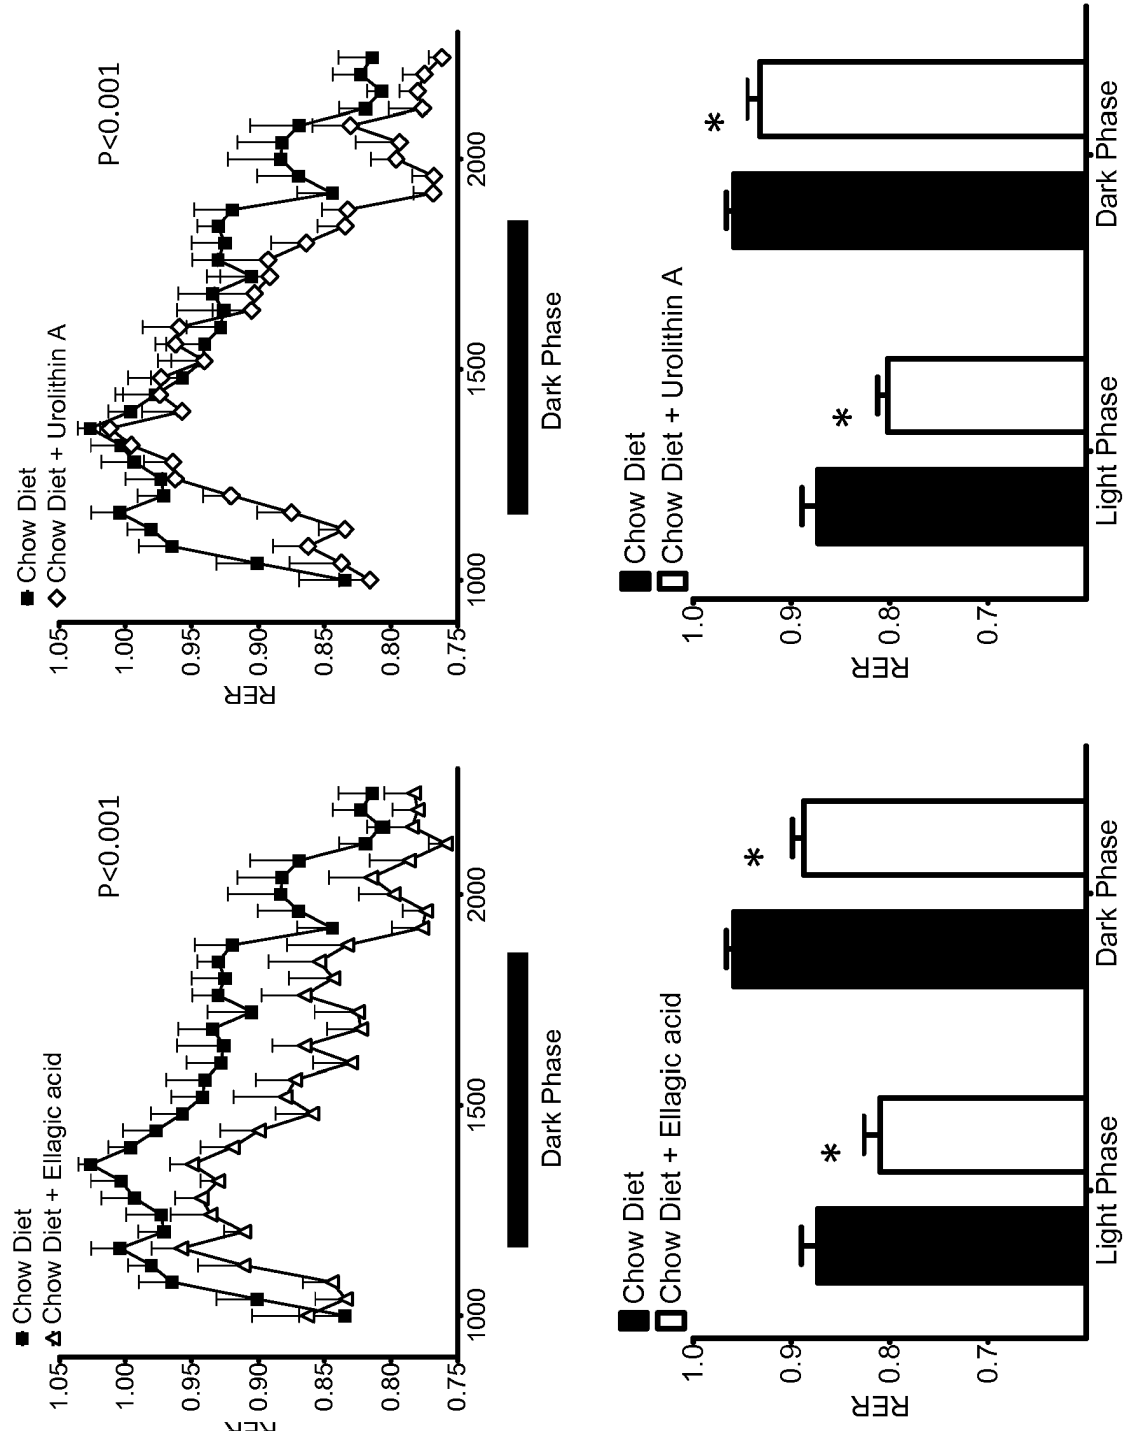 Chow Diet
Chow Diet + Ellagic acid
P<0.001
1.05
1.00
0.95
0.90
0.85
0.80
0.75
RER
1000
1500
2000
Dark Phase
Chow Diet
Chow Diet + Urolithin A
P<0.001
1.05
1.00
0.95
0.90
0.85
0.80
0.75
RER
1000
1500
2000
Dark Phase
Chow Diet
Chow Diet + Ellagic acid
1.0
0.9
0.8
0.7
RER
*
*
Light Phase
Dark Phase
Chow Diet
Chow Diet + Urolithin A
1.0
0.9
0.8
0.7
RER
*
*
Light Phase
Dark Phase